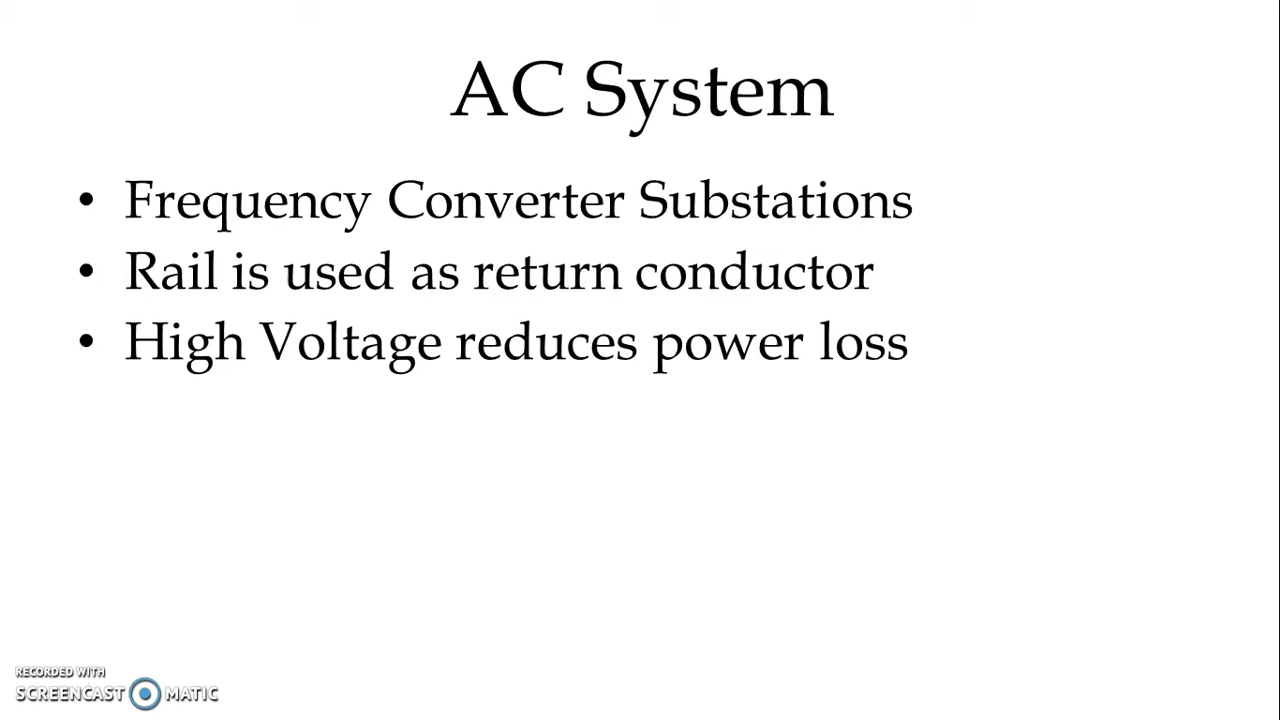 AC System
• Frequency Converter Substations
• Rail is used as return conductor
• High Voltage reduces power loss
RECORDED WITH
SCREENCAST MATIC